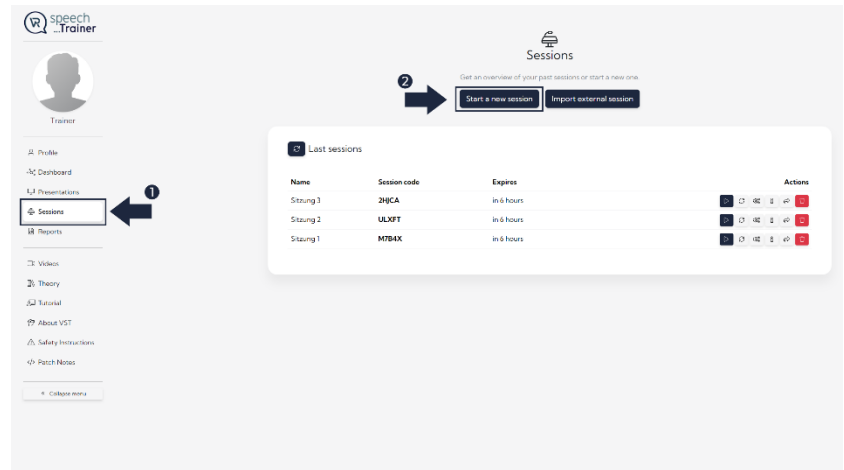 VR speech
...Trainer
Trainer
Profile
Dashboard
Presentations
Sessions
Reports
Videos
Theory
Tutorial
About VST
Safety Instructions
Patch Notes
Collapse menu
1
2
Sessions
Get an overview of your past sessions or start a new one.
Start a new session Import external session
Last sessions
Name Session code Expires Actions
Sitzung 3 2HJCA in 6 hours
Sitzung 2 ULXFT in 6 hours
Sitzung 1 M7B4X in 6 hours